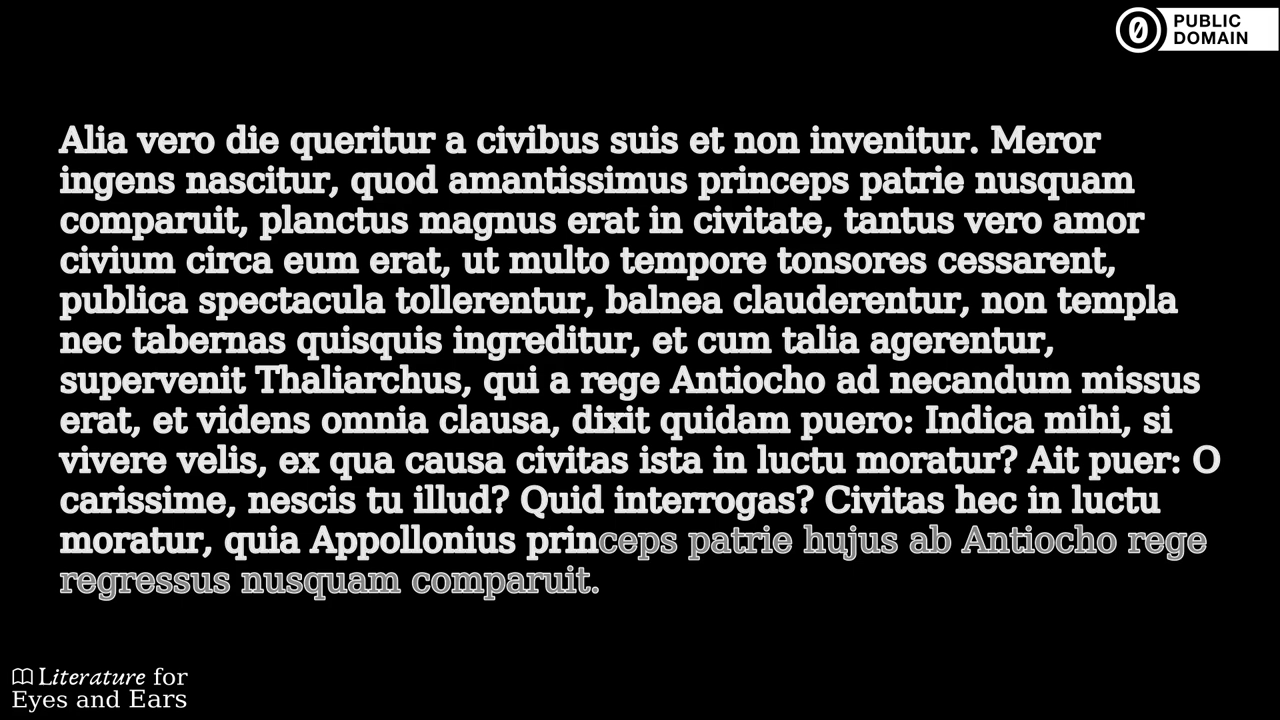 PUBLIC
DOMAIN
Alia vero die queritur a civibus suis et non invenitur. Meror
ingens nascitur, quod amantissimus princeps patrie nusquam
comparuit, planctus magnus erat in civitate, tantus vero amor
civium circa eum erat, ut multo tempore tonsores cessarent,
publica spectacula tollerentur, balnea clauderentur, non templa
nec tabernas quisquis ingreditur, et cum talia agerentur,
supervenit Thaliarchus, qui a rege Antiocho ad necandum missus
erat, et videns omnia clausa, dixit quidam puero: Indica mihi, si
vivere velis, ex qua causa civitas ista in luctu moratur? Ait puer: O
carissime, nescis tu illud? Quid interrogas? Civitas hec in luctu
moratur, quia Appollonius princeps patrie hujus ab Antiocho rege
regressus nusquam comparuit.
Literature for
Eyes and Ears